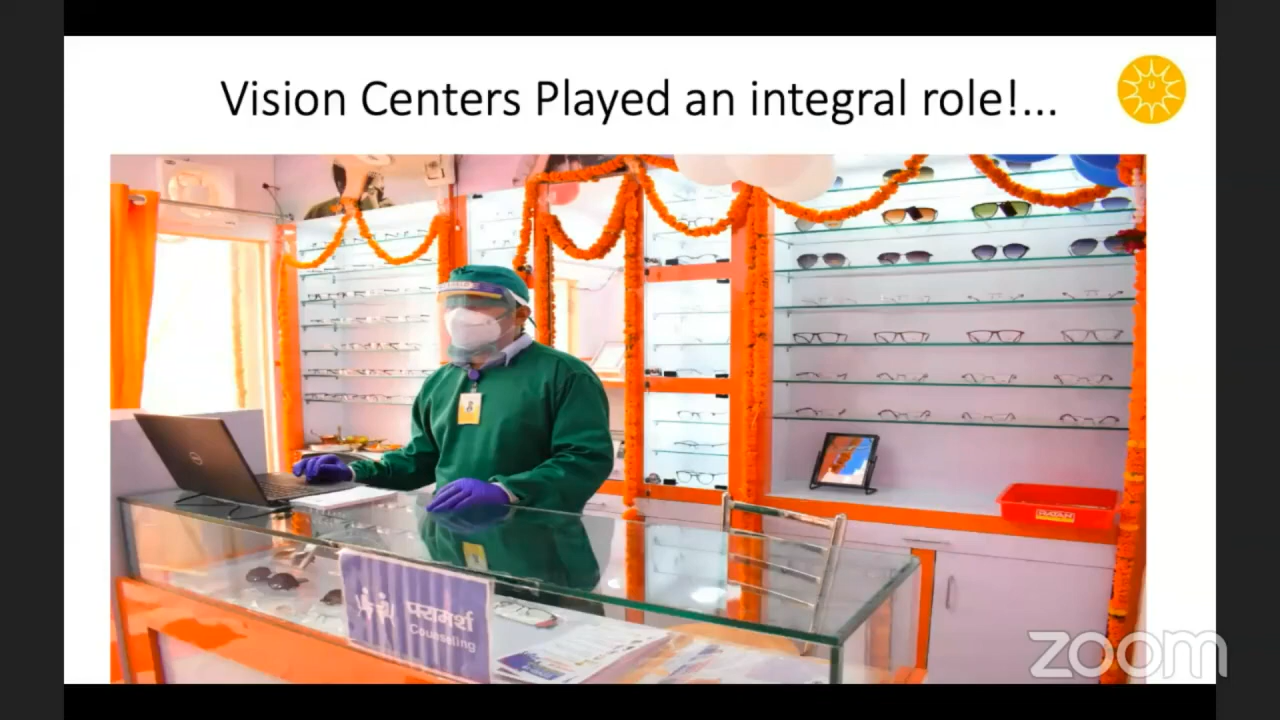 Vision Centers Played an integral role!...
परामर्श
Counseling
zoom